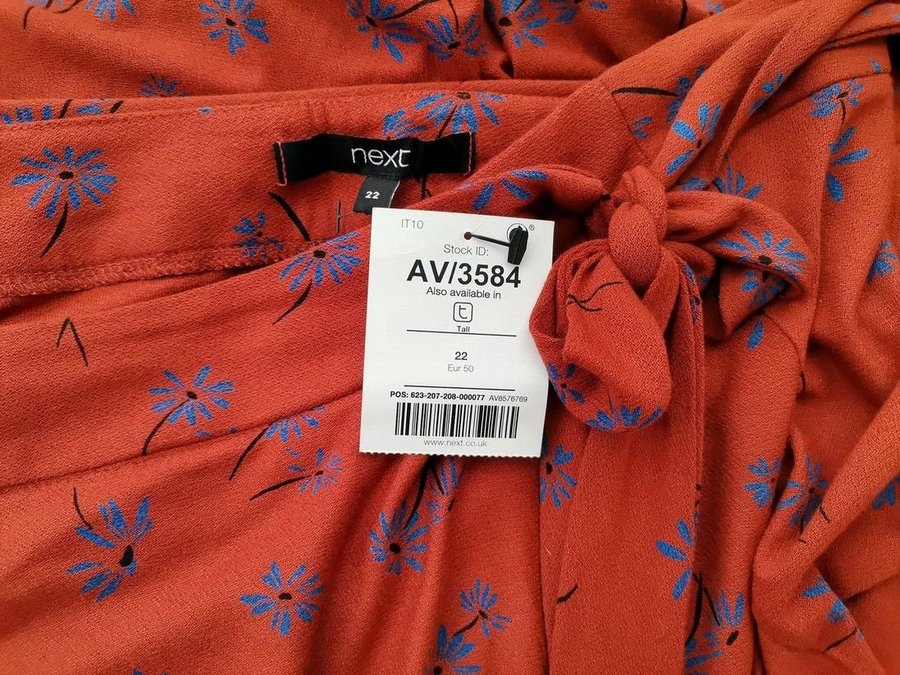 next
22
IT10
®
Stock ID:
AV/3584
Also available in
t
Tall
22
Eur 50
POS: 623-207-208-000077 AV8576769
www.next.co.uk